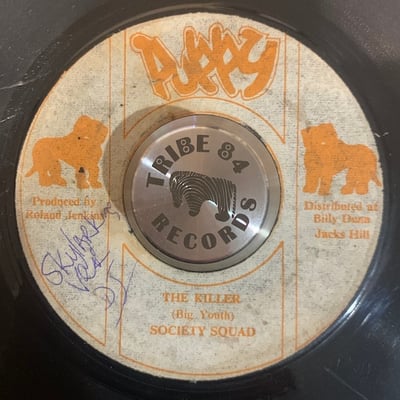 PUPPY
TRIBE 84
RECORDS
Produced by
Roland Jenkins
Distributed at
Billy Dunn
Jacks Hill
THE KILLER
(Big Youth)
SOCIETY SQUAD